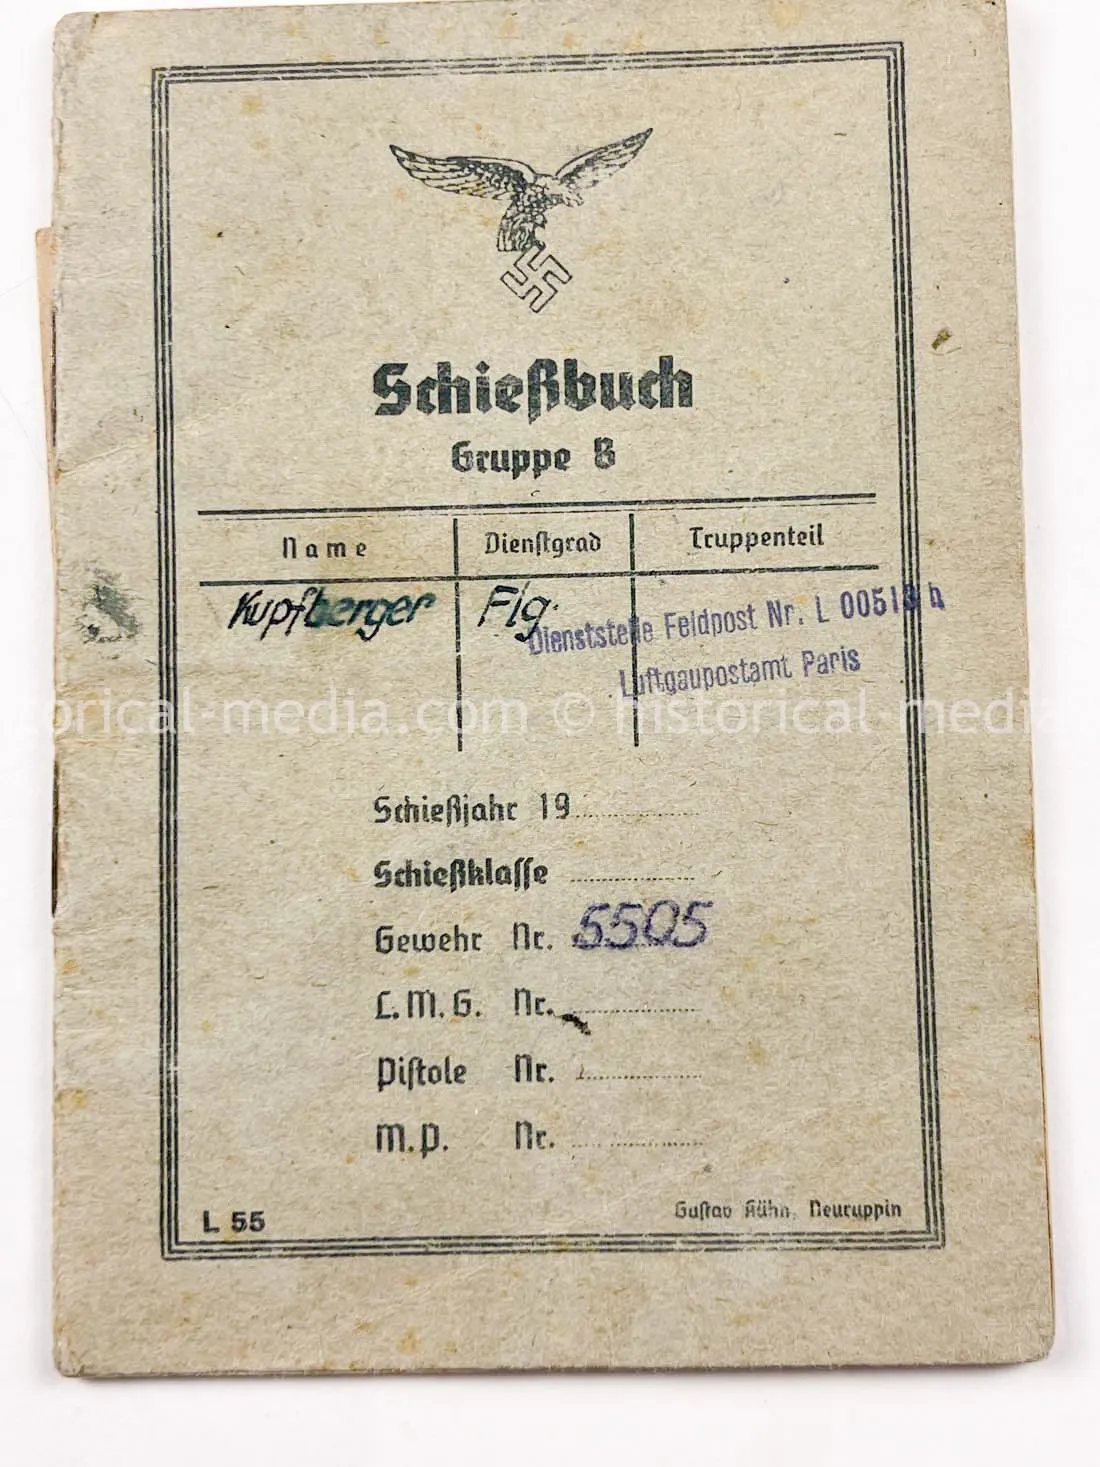 Schießbuch
Gruppe B
Name Dienstgrad Truppenteil
Kupfberger Flg.
Dienststelle Feldpost Nr. L 00513 h
Luftgaupostamt Paris
historical-media.com © historical-media
Schießjahr 19
Schießklasse
Gewehr Nr. 5505
L.M.G. Nr.
Pistole Nr.
M.P. Nr.
L 55 Gustav Kühn, Neuruppin